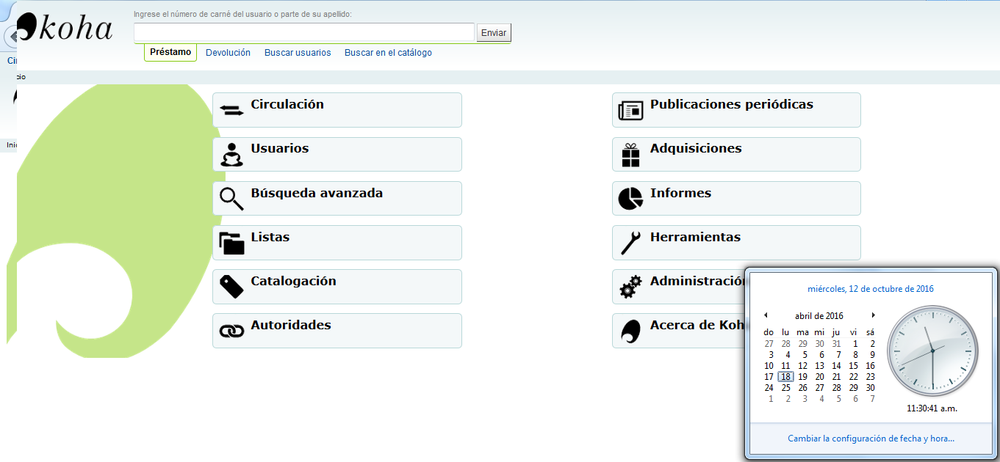 Ingrese el número de carné del usuario o parte de su apellido:
koha
Enviar
Préstamo Devolución Buscar usuarios Buscar en el catálogo
Ci
cio
Circulación
Publicaciones periódicas
Inic
Usuarios
Adquisiciones
Búsqueda avanzada
Informes
Listas
Herramientas
Catalogación
Administración
Autoridades
Acerca de Koh
miércoles, 12 de octubre de 2016
abril de 2016
do lu ma mi ju vi sá
27 28 29 30 31 1 2
3 4 5 6 7 8 9
10 11 12 13 14 15 16
17 18 19 20 21 22 23
24 25 26 27 28 29 30
1 2 3 4 5 6 7
11:30:41 a.m.
Cambiar la configuración de fecha y hora...